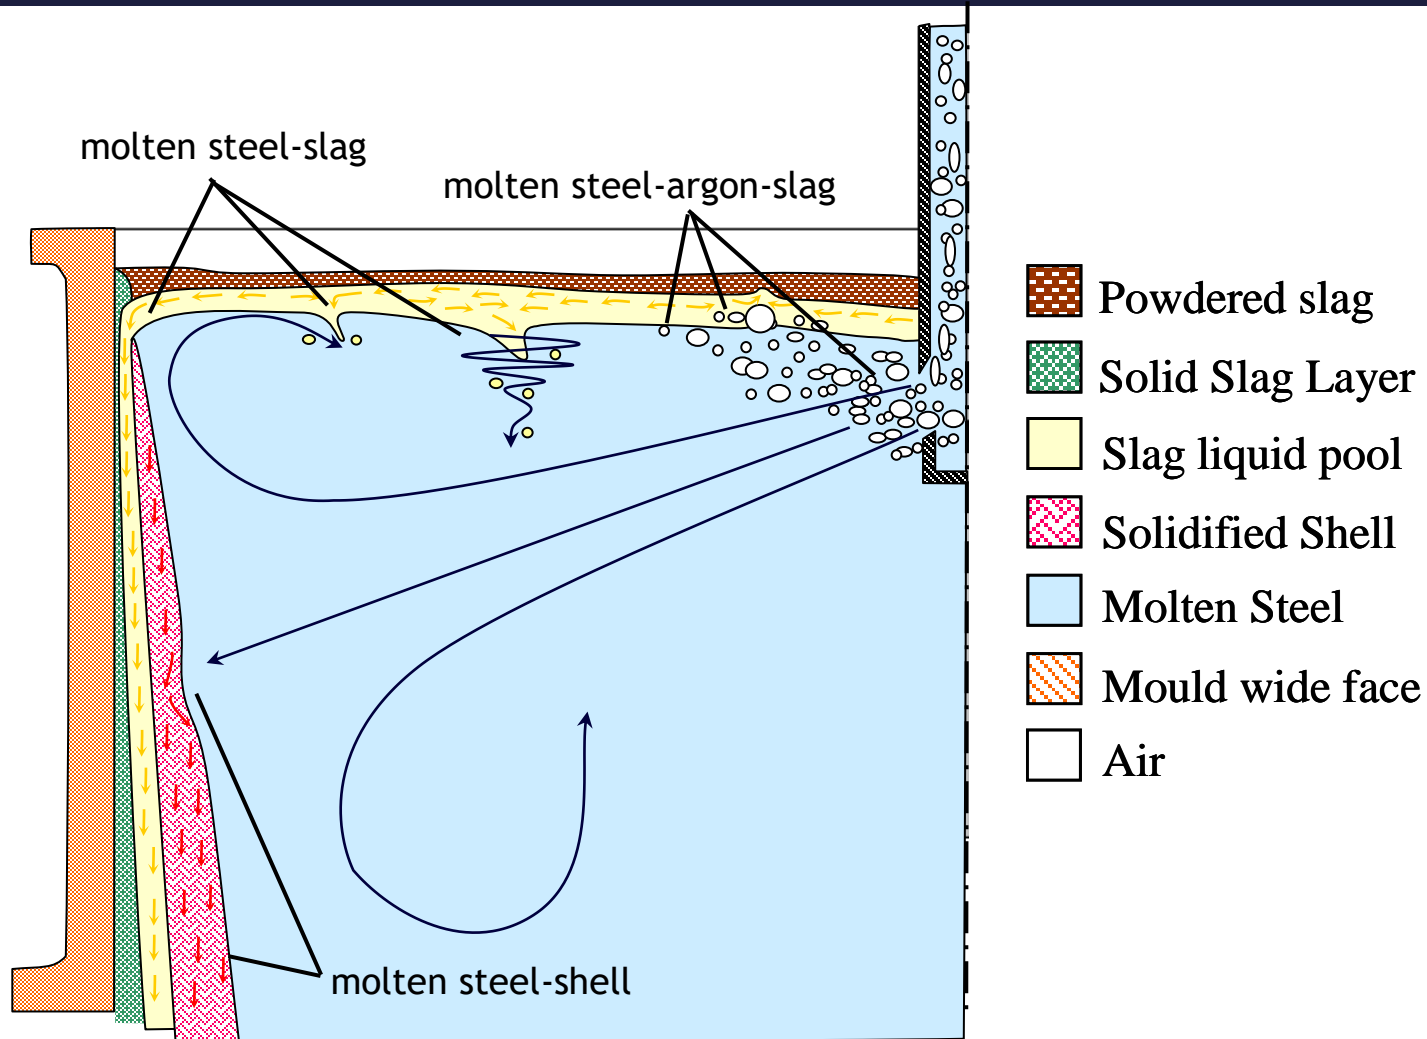 molten steel-slag
molten steel-argon-slag
Powdered slag
Solid Slag Layer
Slag liquid pool
Solidified Shell
Molten Steel
Mould wide face
Air
molten steel-shell